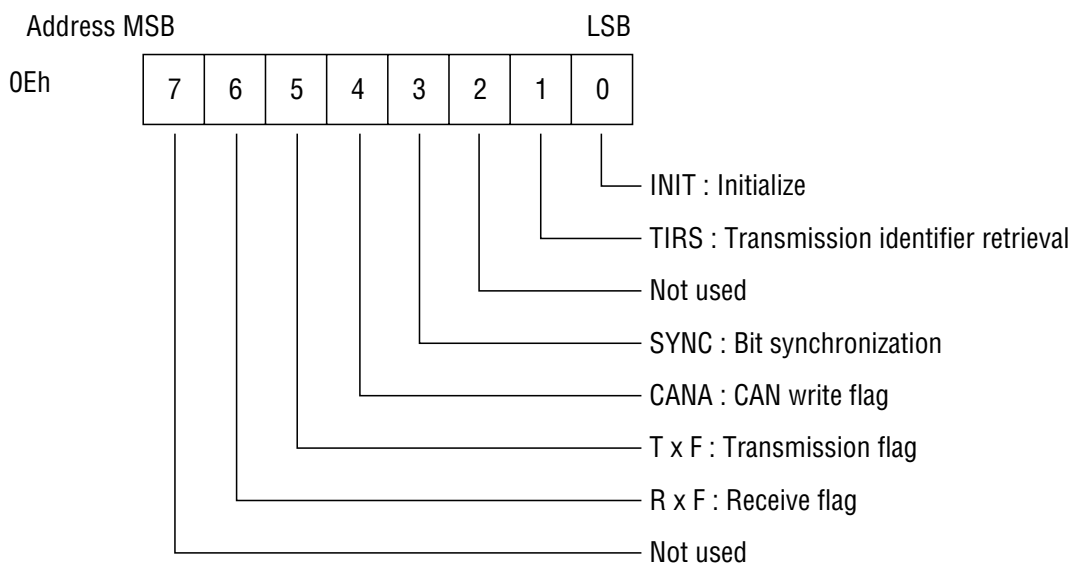 Address MSB LSB
0Eh 7 6 5 4 3 2 1 0
INIT : Initialize
TIRS : Transmission identifier retrieval
Not used
SYNC : Bit synchronization
CANA : CAN write flag
T x F : Transmission flag
R x F : Receive flag
Not used